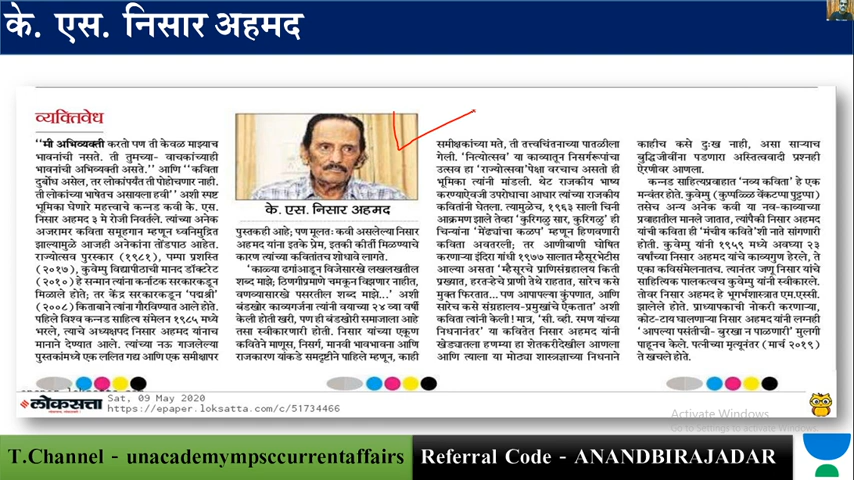 के. एस. निसार अहमद
व्यक्तिवेध
“मी अभिव्यक्ती करतो पण ती केवळ माझ्याच
भावनांची नसते. ती तुमच्या- वाचकांच्याही
भावनांची अभिव्यक्ती असते.’’ आणि ‘‘कविता
दुर्बोध असेल, तर लोकांपर्यंत ती पोहोचणार नाही.
ती लोकांच्या भाषेतच असायला हवी’’ अशी स्पष्ट
भूमिका घेणारे महत्त्वाचे कन्नड कवी के. एस.
निसार अहमद ३ मे रोजी निवर्तले. त्यांच्या अनेक
अजरामर कविता समूहगान म्हणून ध्वनिमुद्रित
झाल्यामुळे आजही अनेकांना तोंडपाठ आहेत.
राज्योत्सव पुरस्कार (१९८१), पम्पा प्रशस्ति
(२०१७), कुवेम्पु विद्यापीठाची मानद डॉक्टरेट
(२०१०) हे सन्मान त्यांना कर्नाटक सरकारकडून
मिळाले होते; तर केंद्र सरकारकडून ‘पद्मश्री’
(२००८) किताबाने त्यांना गौरविण्यात आले होते.
पहिले विश्व कन्नड साहित्य संमेलन १९८५ मध्ये
भरले, त्याचे अध्यक्षपद निसार अहमद यांनाच
मानाने देण्यात आले. त्यांच्या नऊ गाजलेल्या
पुस्तकांमध्ये एक ललित गद्य आणि एक समीक्षापर
के. एस. निसार अहमद
पुस्तकही आहे; पण मूलत: कवी असलेल्या निसार
अहमद यांना इतके प्रेम, इतकी कीर्ती मिळण्याचे
कारण त्यांच्या कवितांतच शोधावे लागते.
‘काळ्या ढगांआडून विजेसारखे लखलखतील
शब्द माझे; ठिणगीप्रमाणे चमकून विझणार नाहीत,
वणव्यासारखे पसरतील शब्द माझे...’ अशी
बंडखोर काव्यगर्जना त्यांनी वयाच्या २४ व्या वर्षी
केली होती खरी, पण ही बंडखोरी समाजाला आहे
तसा स्वीकारणारी होती. निसार यांच्या एकूण
कवितेने माणूस, निसर्ग, मानवी भावभावना आणि
राजकारण यांकडे समदृष्टीने पाहिले म्हणून, काही
समीक्षकांच्या मते, ती तत्त्वचिंतनाच्या पातळीला
गेली. ‘नित्योत्सव’ या काव्यातून निसर्गरूपांचा
उत्सव हा ‘राज्योत्सवा’पेक्षा वरचाच असतो ही
भूमिका त्यांनी मांडली. थेट राजकीय भाष्य
करण्याऐवजी उपरोधाचा आधार त्यांच्या राजकीय
कवितांनी घेतला. त्यामुळेच, १९६३ साली चिनी
आक्रमण झाले तेव्हा ‘कुरिगळु सार, कुरिगळु’ ही
चिन्यांना ‘मेंढ्यांचा कळप’ म्हणून हिणवणारी
कविता अवतरली; तर आणीबाणी घोषित
करणाऱ्या इंदिरा गांधी १९७७ सालात म्हैसूरभेटीस
आल्या असता ‘म्हैसूरचे प्राणिसंग्रहालय किती
प्रख्यात, हरतऱ्हेचे प्राणी तेथे राहतात, सारेच कसे
मुक्त फिरतात... पण आपापल्या कुंपणात, आणि
सारेच कसे संग्रहालय-प्रमुखांचे ऐकतात’ अशी
कविता त्यांनी केली! मात्र, ‘सी. व्ही. रमण यांच्या
निधनानंतर’ या कवितेत निसार अहमद यांनी
खेड्यातला हणम्या हा शेतकरीदेखील आणला
आणि त्याला या मोठ्या शास्त्रज्ञाच्या निधनाने
काहीच कसे दु:ख नाही, असा साऱ्याच
बुद्धिजीवींना पडणारा अस्तित्ववादी प्रश्नही
ऐरणीवर आणला.
कन्नड साहित्यप्रवाहात ‘नव्य कविता’ हे एक
मन्वंतर होते. कुवेम्पु (कुप्पळ्ळि वेंकटप्पा पुट्टप्पा)
तसेच अन्य अनेक कवी या नव-काव्याच्या
प्रवाहातील मानले जातात, त्यांपैकी निसार अहमद
यांची कविता ही ‘मंचीय कविते’शी नाते सांगणारी
होती. कुवेम्पु यांनी १९५९ मध्ये अवघ्या २३
वर्षांच्या निसार अहमद यांचे काव्यगुण हेरले, ते
एका कविसंमेलनातच. त्यानंतर जणू निसार यांचे
साहित्यिक पालकत्वच कुवेम्पु यांनी स्वीकारले.
तोवर निसार अहमद हे भूगर्भशास्त्रात एम.एस्सी.
झालेले होते. प्राध्यापकाची नोकरी करणाऱ्या,
कोट-टाय घालणाऱ्या निसार अहमद यांनी लग्नाही
‘आपल्या पसंतीची- बुरखा न पाळणारी’ मुलगी
पाहूनच केले. पत्नीच्या मृत्यूनंतर (मार्च २०१९)
ते खचले होते.
लोकसत्ता
Sat, 09 May 2020
https://epaper.loksatta.com/c/51734466
Activate Windows
Go to Settings to activate Windows.
T.Channel - unacademympsccurrentaffairs
Referral Code - ANANDBIRAJADAR